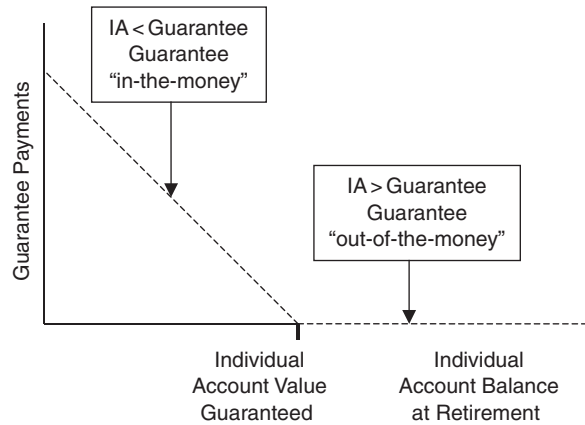 IA < Guarantee
Guarantee
“in-the-money”
Guarantee Payments
IA > Guarantee
Guarantee
“out-of-the-money”
Individual
Account Value
Guaranteed
Individual
Account Balance
at Retirement